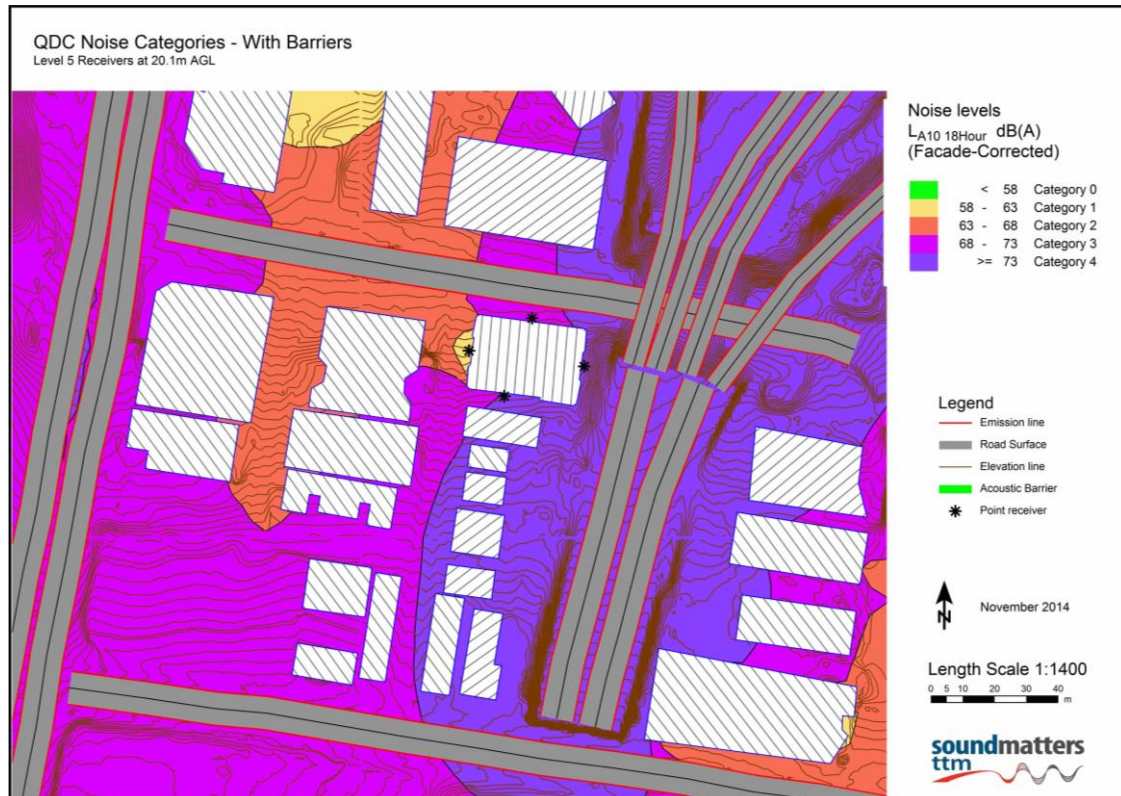 QDC Noise Categories - With Barriers
Level 5 Receivers at 20.1m AGL
Noise levels
LA10 18Hour dB(A)
(Facade-Corrected)
< 58 Category 0
58 - 63 Category 1
63 - 68 Category 2
68 - 73 Category 3
>= 73 Category 4
Legend
Emission line
Road Surface
Elevation line
Acoustic Barrier
Point receiver
N
November 2014
Length Scale 1:1400
0 5 10 20 30 40
m
soundmatters
ttm